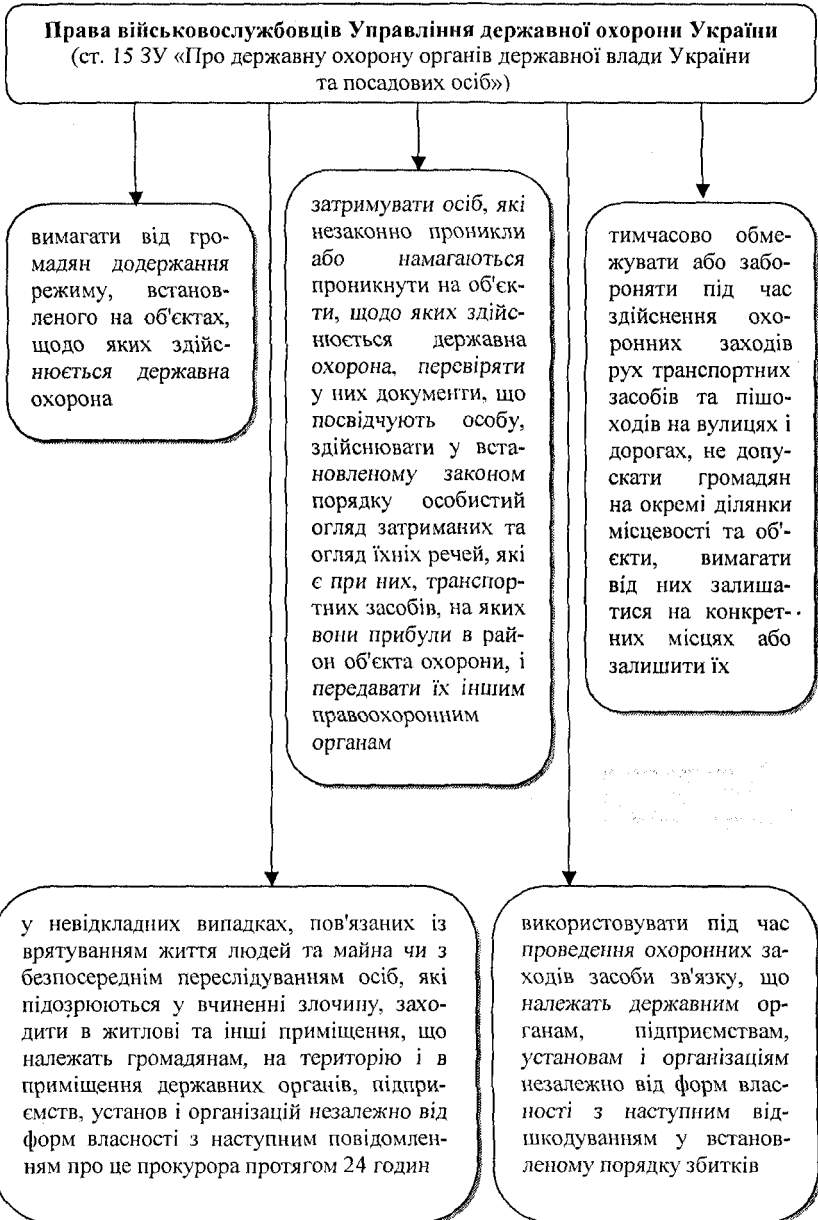 Права військовослужбовців Управління державної охорони України
(ст. 15 ЗУ «Про державну охорону органів державної влади України
та посадових осіб»)
вимагати від гро-
мадян додержання
режиму, встанов-
леного на об'єктах,
щодо яких здійс-
нюється державна
охорона
затримувати осіб, які
незаконно проникли
або намагаються
проникнути на об'єк-
ти, щодо яких здійс-
нюється державна
охорона, перевіряти
у них документи, що
посвідчують особу,
здійснювати у вста-
новленому законом
порядку особистий
огляд затриманих та
огляд їхніх речей, які
є при них, транспор-
тних засобів, на яких
вони прибули в рай-
он об'єкта охорони, і
передавати їх іншим
правоохоронним
органам
тимчасово обме-
жувати або забо-
роняти під час
здійснення охо-
ронних заходів
рух транспортних
засобів та пішо-
ходів на вулицях і
дорогах, не допу-
скати громадян
на окремі ділянки
місцевості та об'-
єкти, вимагати
від них залиша-
тися на конкрет-
них місцях або
залишити їх
у невідкладних випадках, пов'язаних із
врятуванням життя людей та майна чи з
безпосереднім переслідуванням осіб, які
підозрюються у вчиненні злочину, захо-
дити в житлові та інші приміщення, що
належать громадянам, на територію і в
приміщення державних органів, підпри-
ємств, установ і організацій незалежно від
форм власності з наступним повідомлен-
ням про це прокурора протягом 24 годин
використовувати під час
проведення охоронних за-
ходів засоби зв'язку, що
належать державним ор-
ганам, підприємствам,
установам і організаціям
незалежно від форм влас-
ності з наступним від-
шкодуванням у встанов-
леному порядку збитків